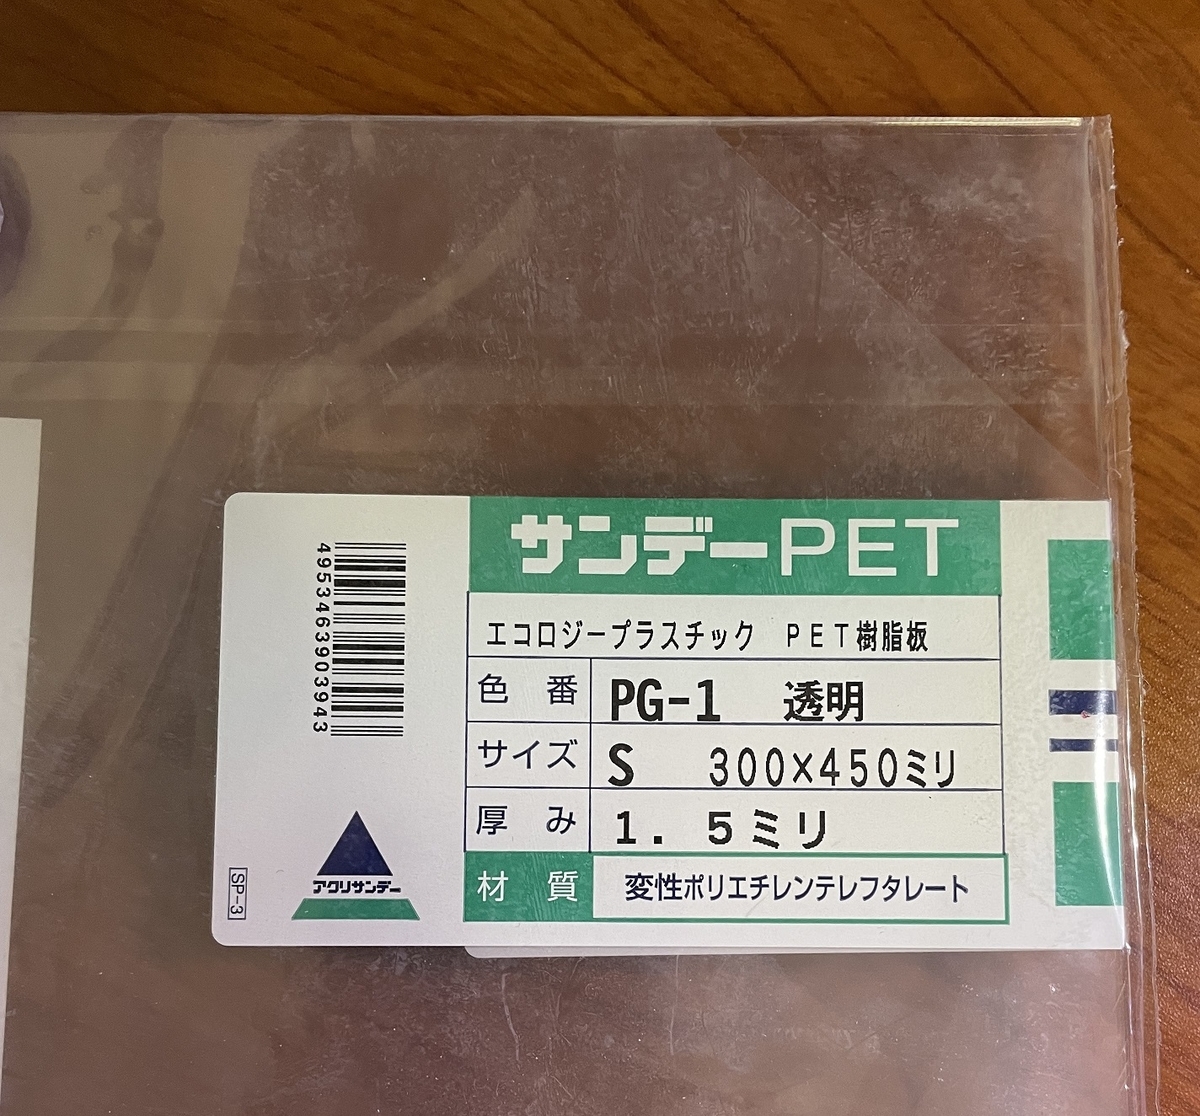 サンデーPET
エコロジープラスチック PET樹脂板
色番 PG-1 透明
サイズ S 300×450ミリ
厚み 1.5ミリ
材質 変性ポリエチレンテレフタレート
4953463903943
アクリサンデー
SP-3